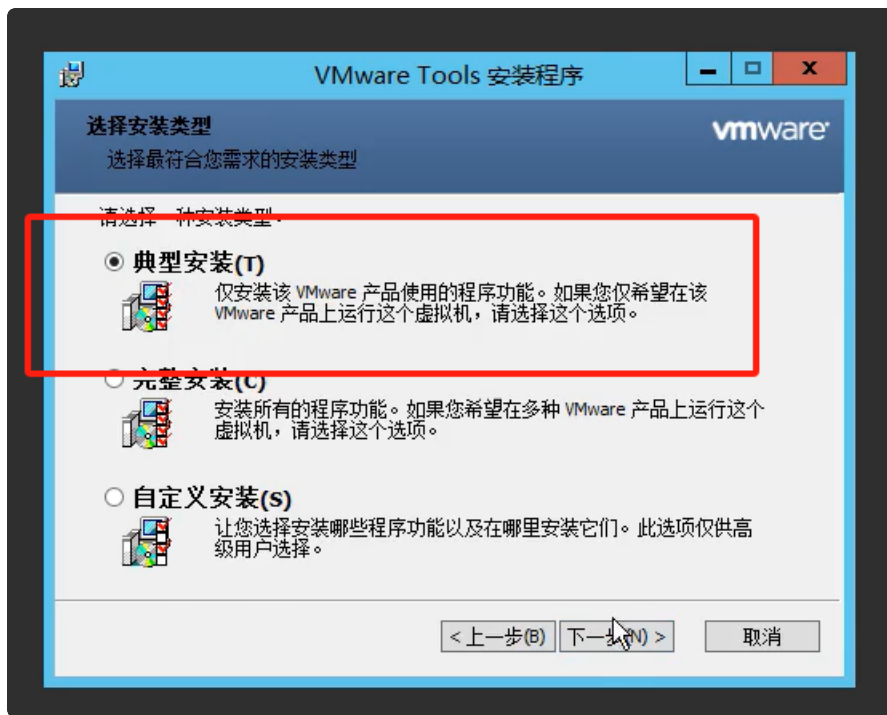 VMware Tools 安装程序
选择安装类型
vmware
选择最符合您需求的安装类型
请选择一种安装类型:
典型安装(T)
仅安装该 VMware 产品使用的程序功能。如果您仅希望在该
VMware 产品上运行这个虚拟机，请选择这个选项。
完整安装(C)
安装所有的程序功能。如果您希望在多种 VMware 产品上运行这个
虚拟机，请选择这个选项。
自定义安装(S)
让您选择安装哪些程序功能以及在哪里安装它们。此选项仅供高
级用户选择。
< 上一步(B)
下一步(N) >
取消